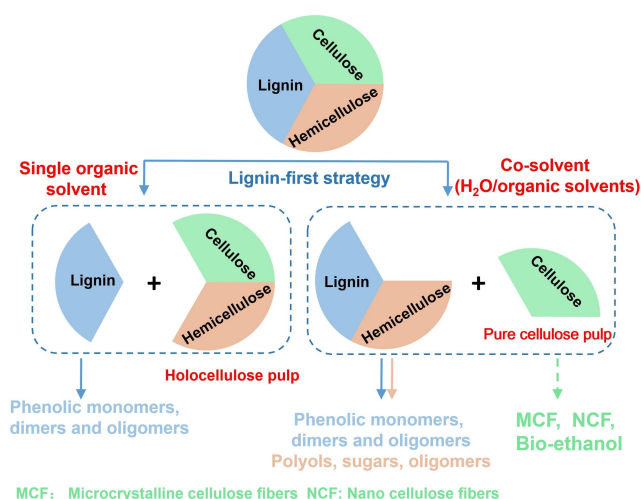 Cellulose
Lignin
Hemicellulose
Single organic
solvent
Lignin-first strategy
Co-solvent
(H₂O/organic solvents)
Lignin
+
Cellulose
Hemicellulose
Holocellulose pulp
Lignin
Hemicellulose
+
Cellulose
Pure cellulose pulp
Phenolic monomers,
dimers and oligomers
Phenolic monomers,
dimers and oligomers
Polyols, sugars, oligomers
MCF, NCF,
Bio-ethanol
MCF: Microcrystalline cellulose fibers NCF: Nano cellulose fibers